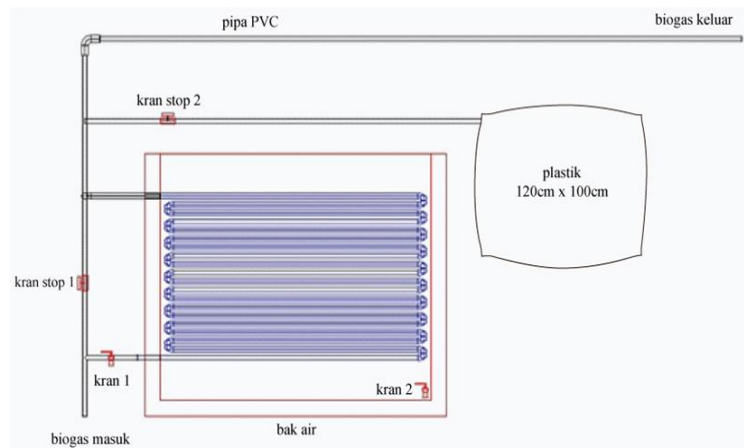 pipa PVC
biogas keluar
kran stop 2
plastik
120cm x 100cm
kran stop 1
kran 1
kran 2
bak air
biogas masuk